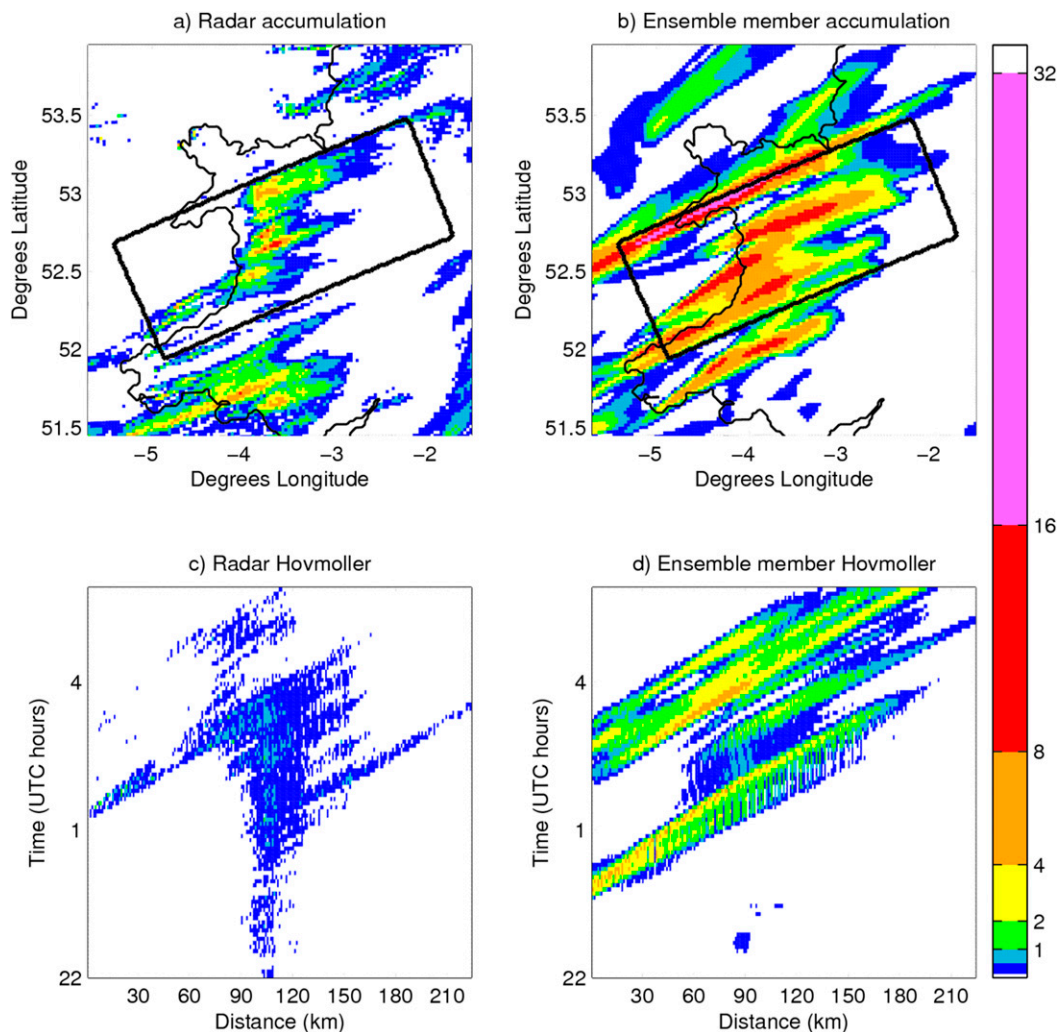 a) Radar accumulation
b) Ensemble member accumulation
Degrees Latitude
53.5
53
52.5
52
51.5
-5 -4 -3 -2
Degrees Longitude
Degrees Latitude
53.5
53
52.5
52
51.5
-5 -4 -3 -2
Degrees Longitude
32
16
8
4
2
1
c) Radar Hovmoller
d) Ensemble member Hovmoller
Time (UTC hours)
4
1
22
30 60 90 120 150 180 210
Distance (km)
Time (UTC hours)
4
1
22
30 60 90 120 150 180 210
Distance (km)